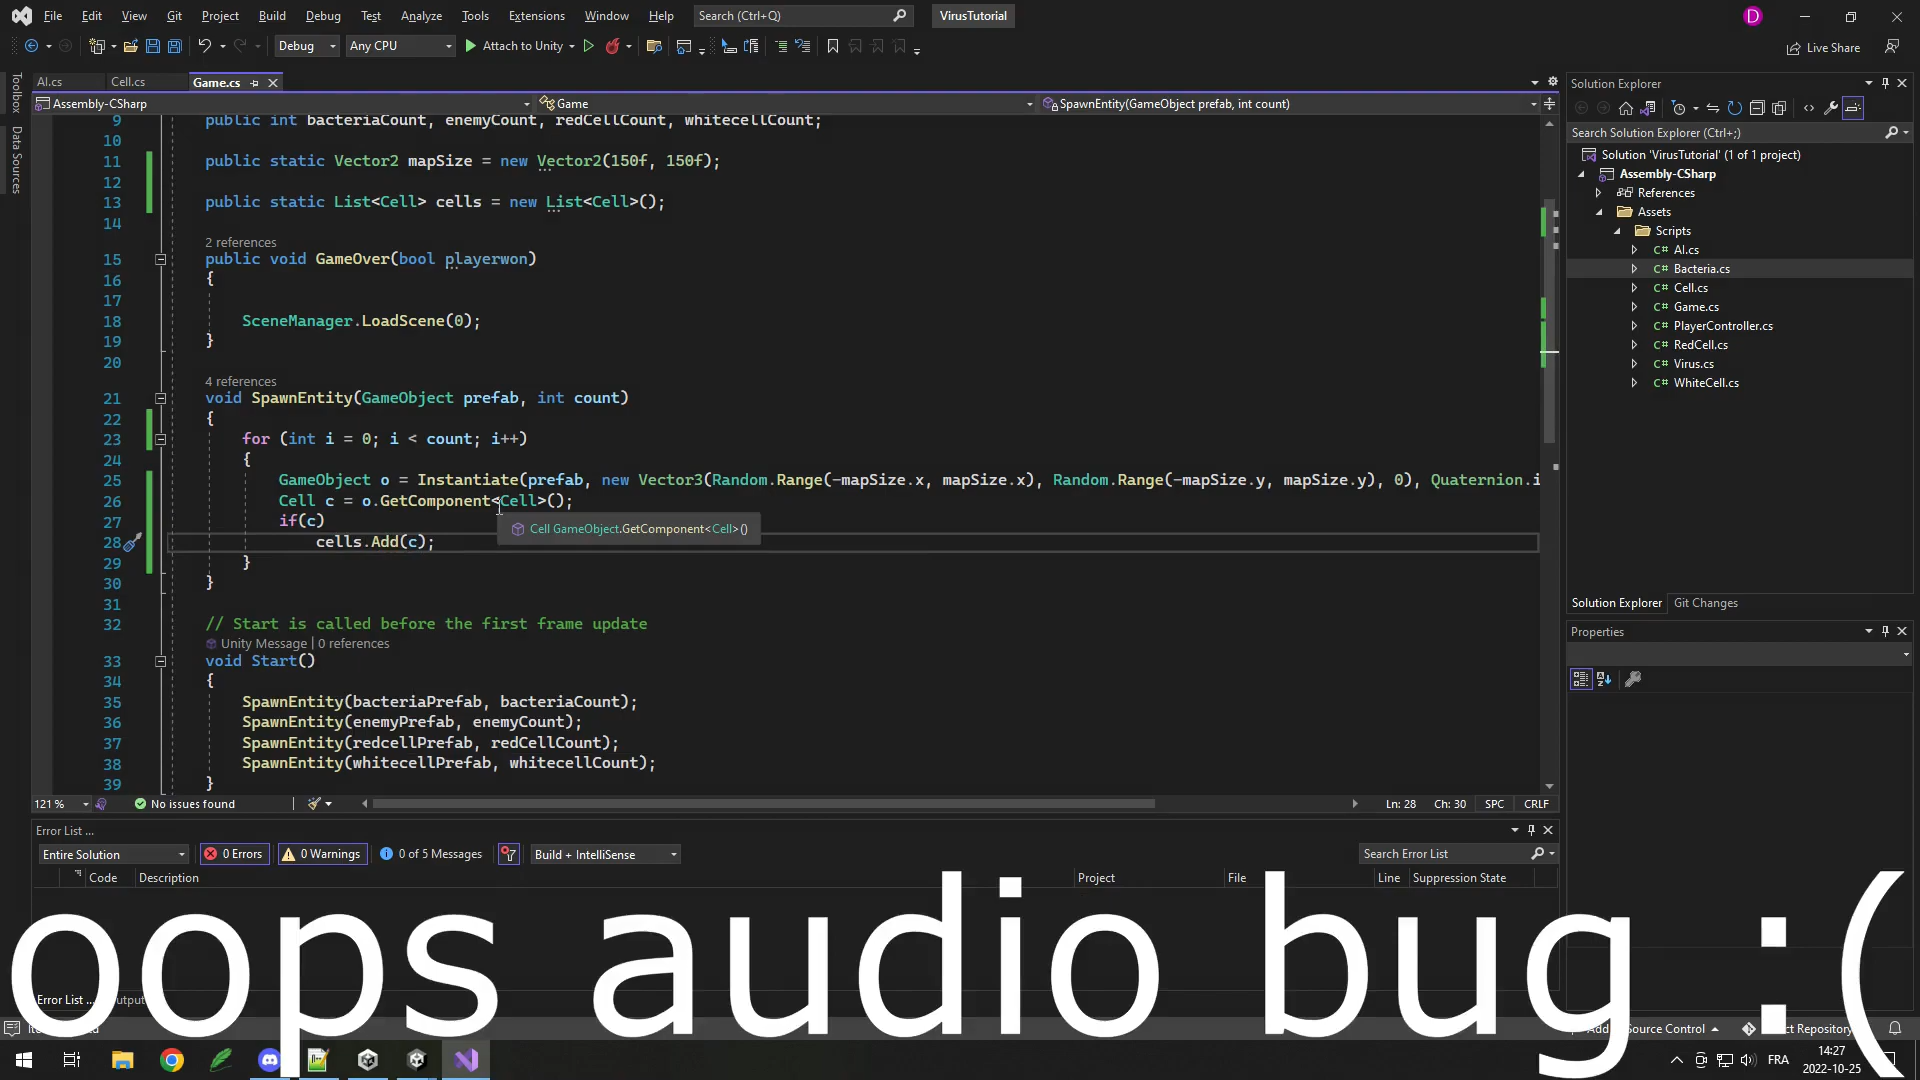 File Edit View Git Project Build Debug Test Analyze Tools Extensions Window Help Search (Ctrl+Q) VirusTutorial D
Debug Any CPU Attach to Unity Live Share
Toolbox
Data Sources
AI.cs Cell.cs Game.cs
Assembly-CSharp Game SpawnEntity(GameObject prefab, int count)
9 public int bacteriaCount, enemyCount, redCellCount, whitecellCount;
10
11 public static Vector2 mapSize = new Vector2(150f, 150f);
12
13 public static List<Cell> cells = new List<Cell>();
14
2 references
15 public void GameOver(bool playerwon)
16 {
17
18 SceneManager.LoadScene(0);
19 }
20
4 references
21 void SpawnEntity(GameObject prefab, int count)
22 {
23 for (int i = 0; i < count; i++)
24 {
25 GameObject o = Instantiate(prefab, new Vector3(Random.Range(-mapSize.x, mapSize.x), Random.Range(-mapSize.y, mapSize.y), 0), Quaternion.i
26 Cell c = o.GetComponent<Cell>();
27 if(c)
Cell GameObject.GetComponent<Cell>()
28 cells.Add(c);
29 }
30 }
31
32 // Start is called before the first frame update
Unity Message | 0 references
33 void Start()
34 {
35 SpawnEntity(bacteriaPrefab, bacteriaCount);
36 SpawnEntity(enemyPrefab, enemyCount);
37 SpawnEntity(redcellPrefab, redCellCount);
38 SpawnEntity(whitecellPrefab, whitecellCount);
39 }
121 % No issues found Ln: 28 Ch: 30 SPC CRLF
Solution Explorer
Search Solution Explorer (Ctrl+;)
Solution 'VirusTutorial' (1 of 1 project)
Assembly-CSharp
References
Assets
Scripts
C# AI.cs
C# Bacteria.cs
C# Cell.cs
C# Game.cs
C# PlayerController.cs
C# RedCell.cs
C# Virus.cs
C# WhiteCell.cs
Solution Explorer Git Changes
Properties
Error List ...
Entire Solution 0 Errors 0 Warnings 0 of 5 Messages Build + IntelliSense Search Error List
Code Description Project File Line Suppression State
oops audio bug :(
Error List ...
Source Control Repository
FRA 14:27
2022-10-25